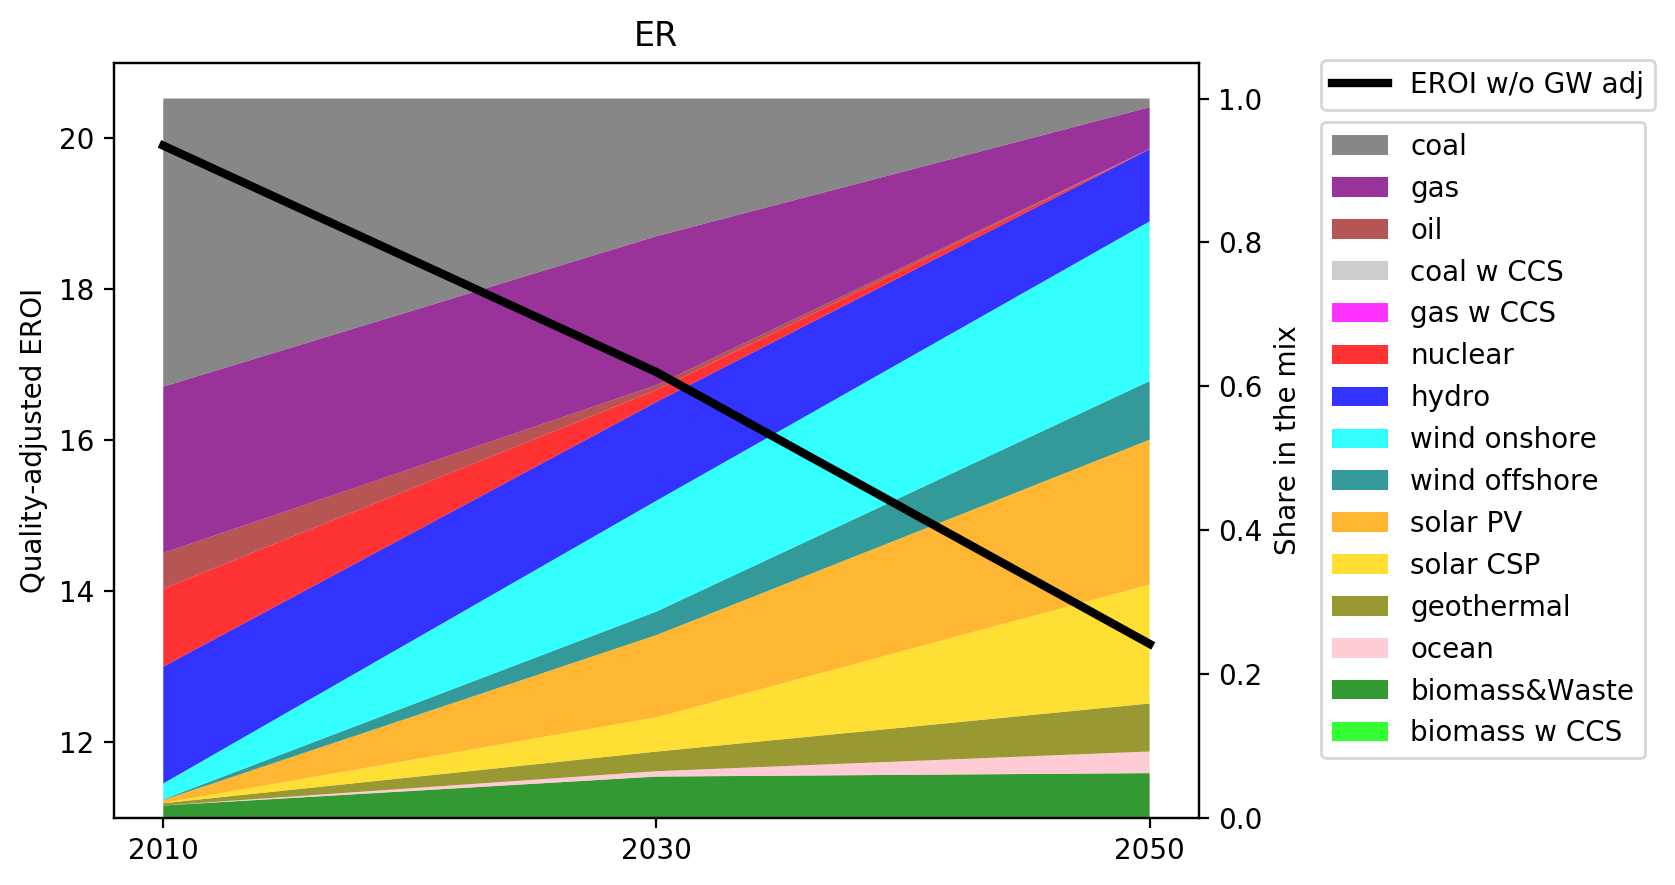 ER
Quality-adjusted EROI
20
18
16
14
12
2010
2030
2050
1.0
0.8
0.6
0.4
0.2
0.0
Share in the mix
EROI w/o GW adj
coal
gas
oil
coal w CCS
gas w CCS
nuclear
hydro
wind onshore
wind offshore
solar PV
solar CSP
geothermal
ocean
biomass&Waste
biomass w CCS